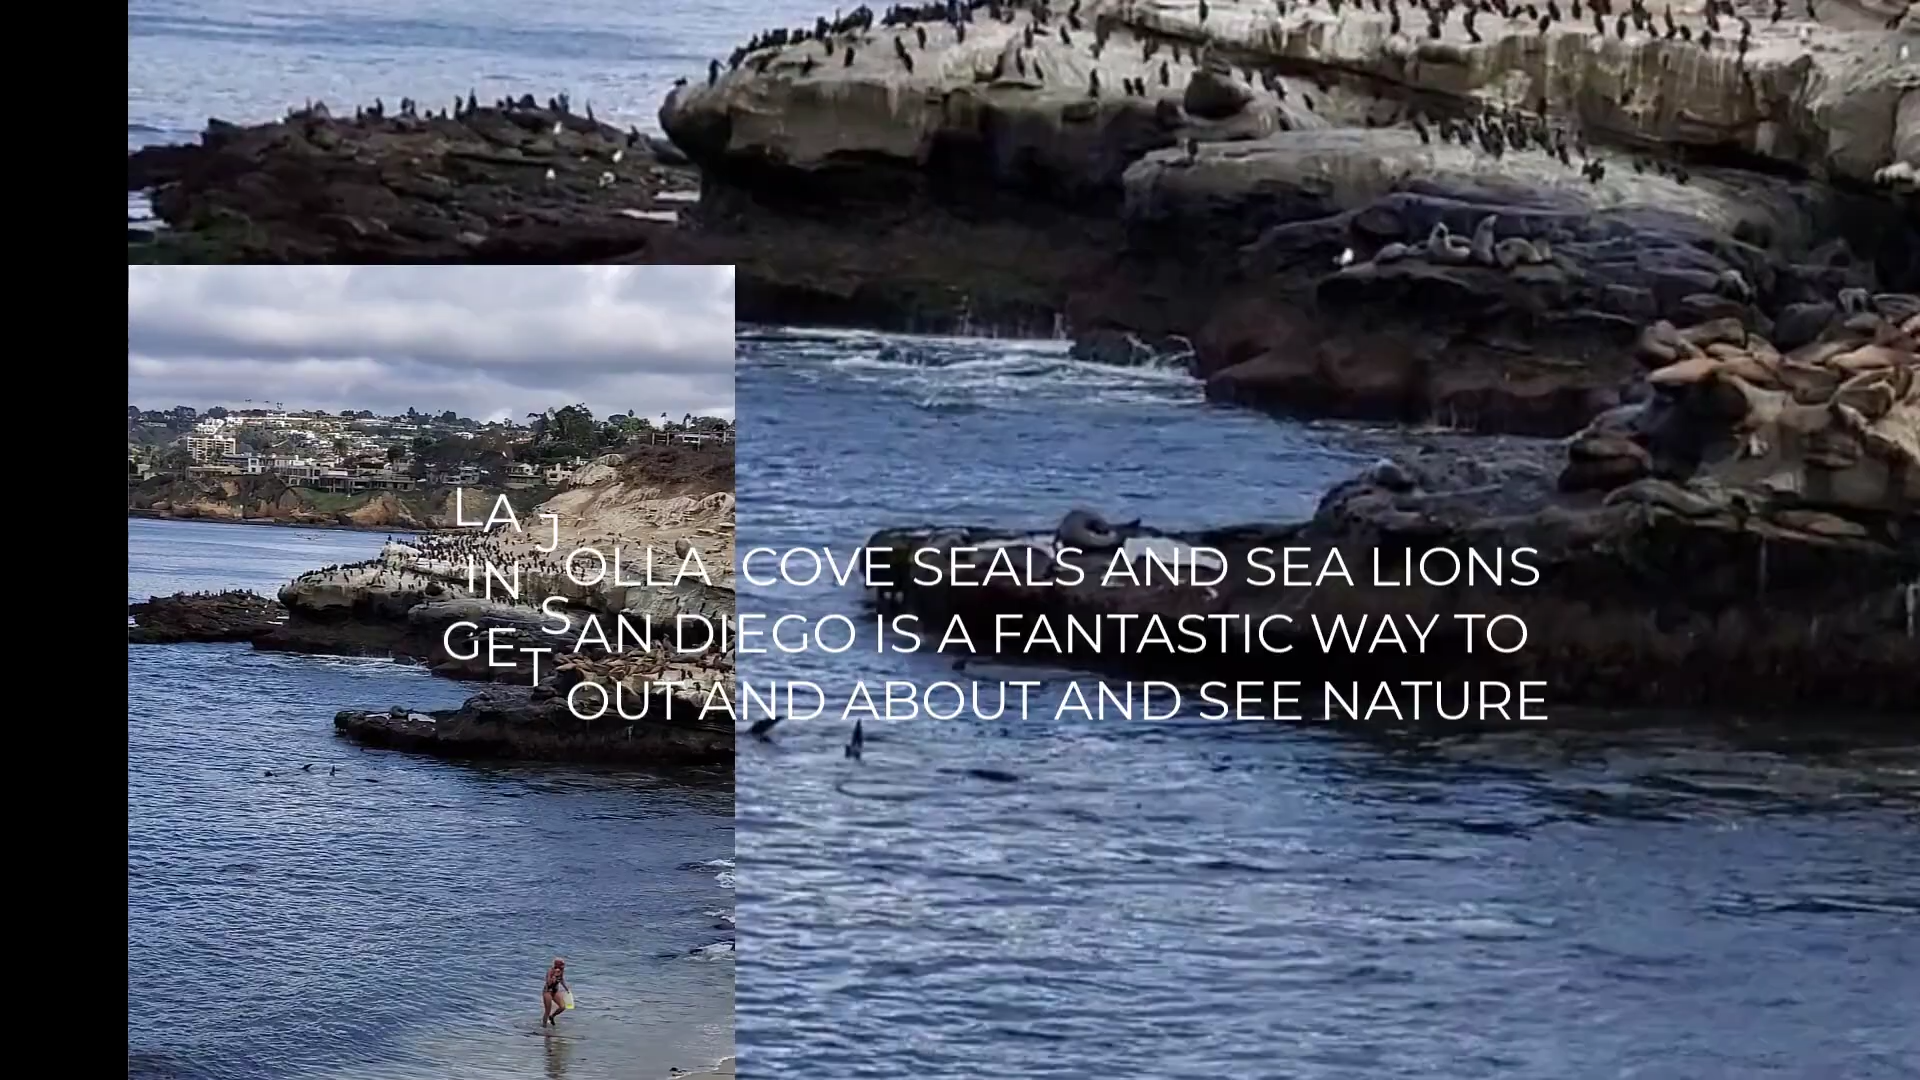 LA JOLLA COVE SEALS AND SEA LIONS
IN SAN DIEGO IS A FANTASTIC WAY TO
GET OUT AND ABOUT AND SEE NATURE